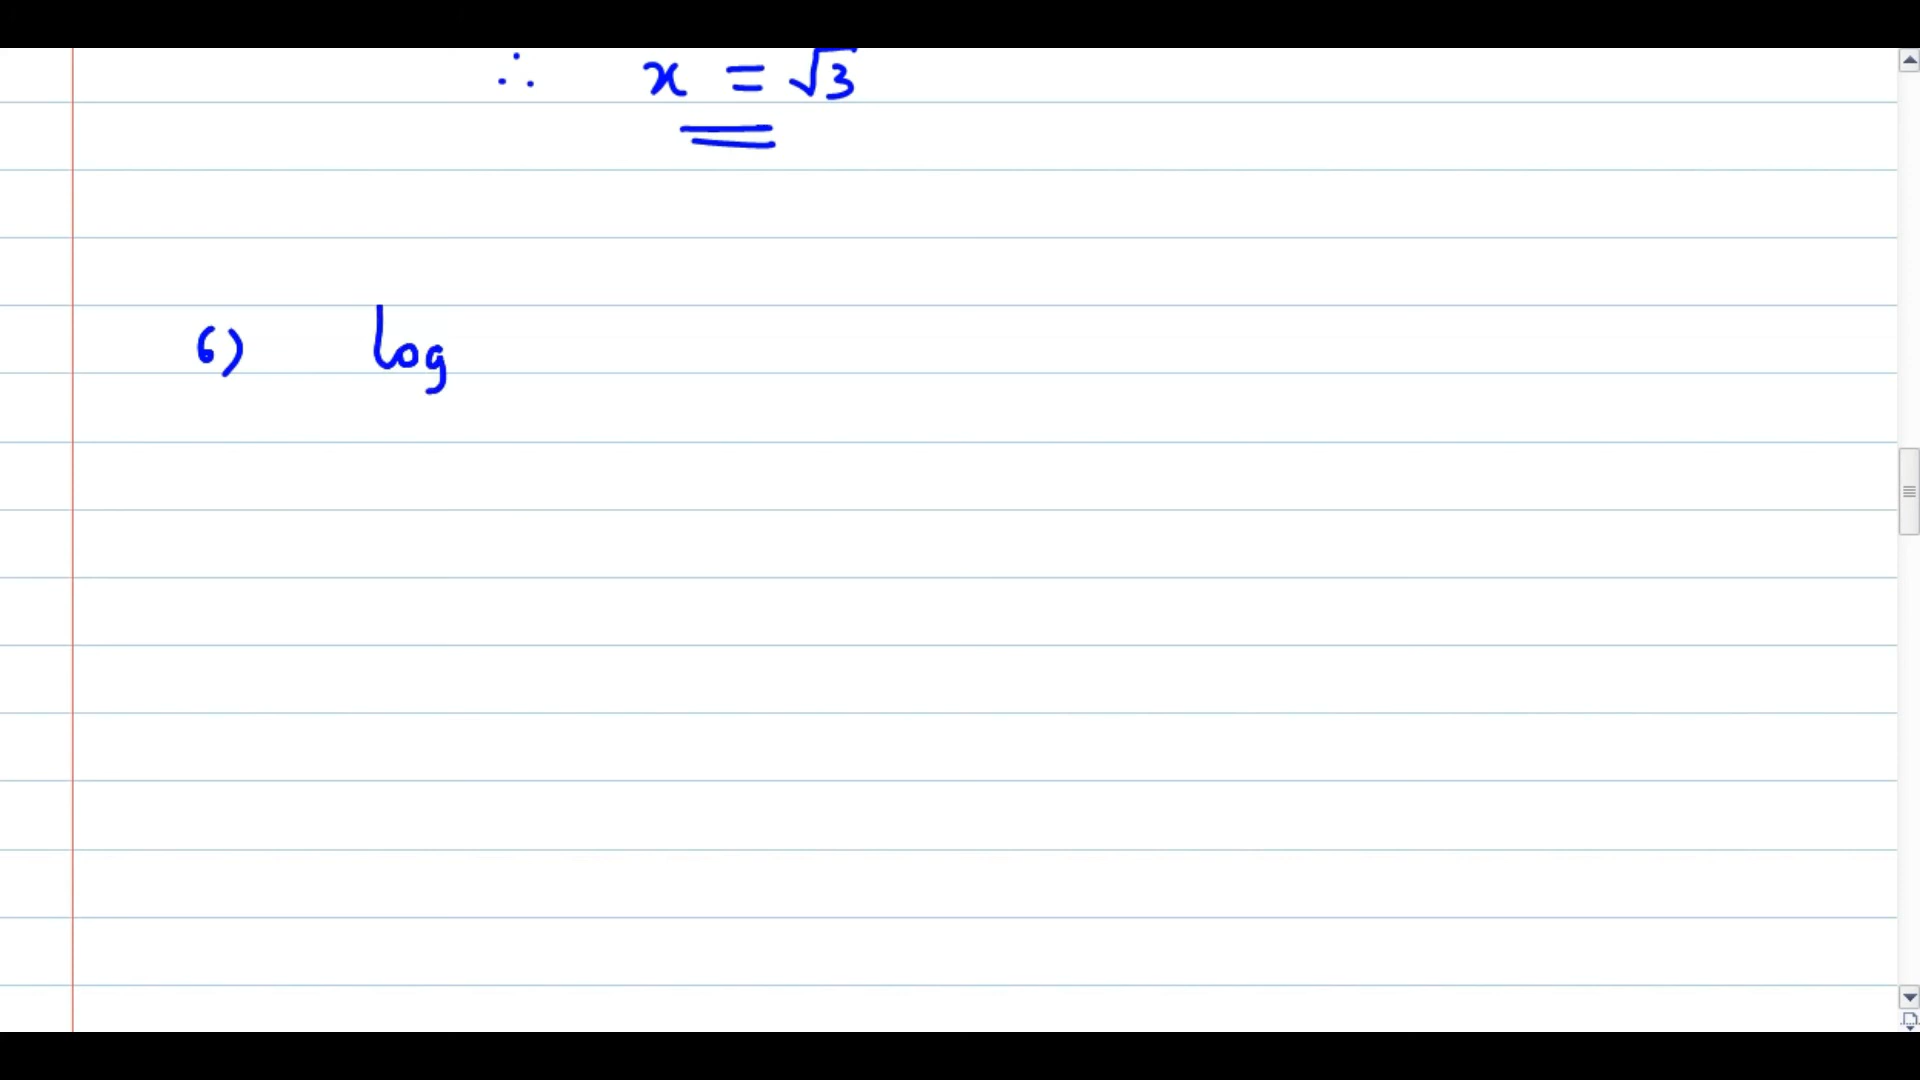 ∴ x = √3
6) log